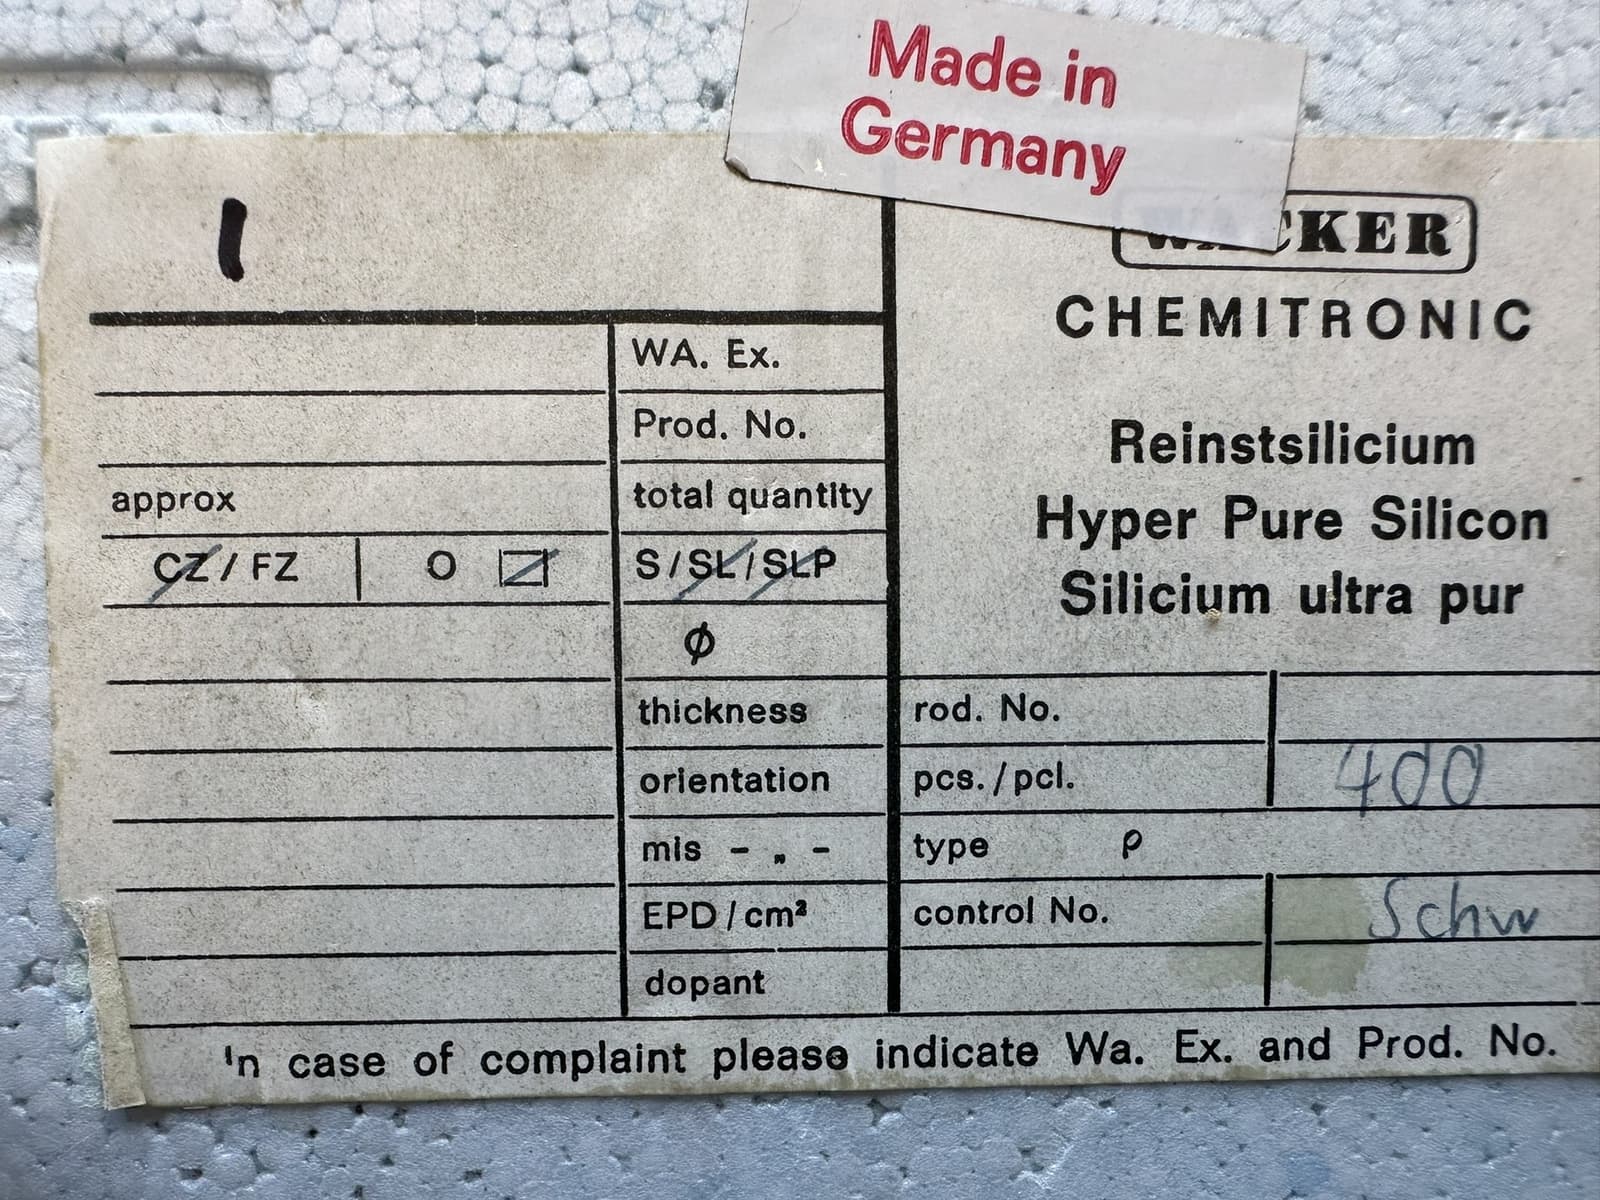 Made in
Germany
1
WACKER
CHEMITRONIC
Reinstsilicium
Hyper Pure Silicon
Silicium ultra pur
WA. Ex.
Prod. No.
approx total quantity
CZ / FZ | O S / SL / SLP
ϕ
thickness
orientation
mis - „ -
EPD / cm²
dopant
rod. No.
pcs. / pcl. 400
type ρ
control No. Schw
In case of complaint please indicate Wa. Ex. and Prod. No.